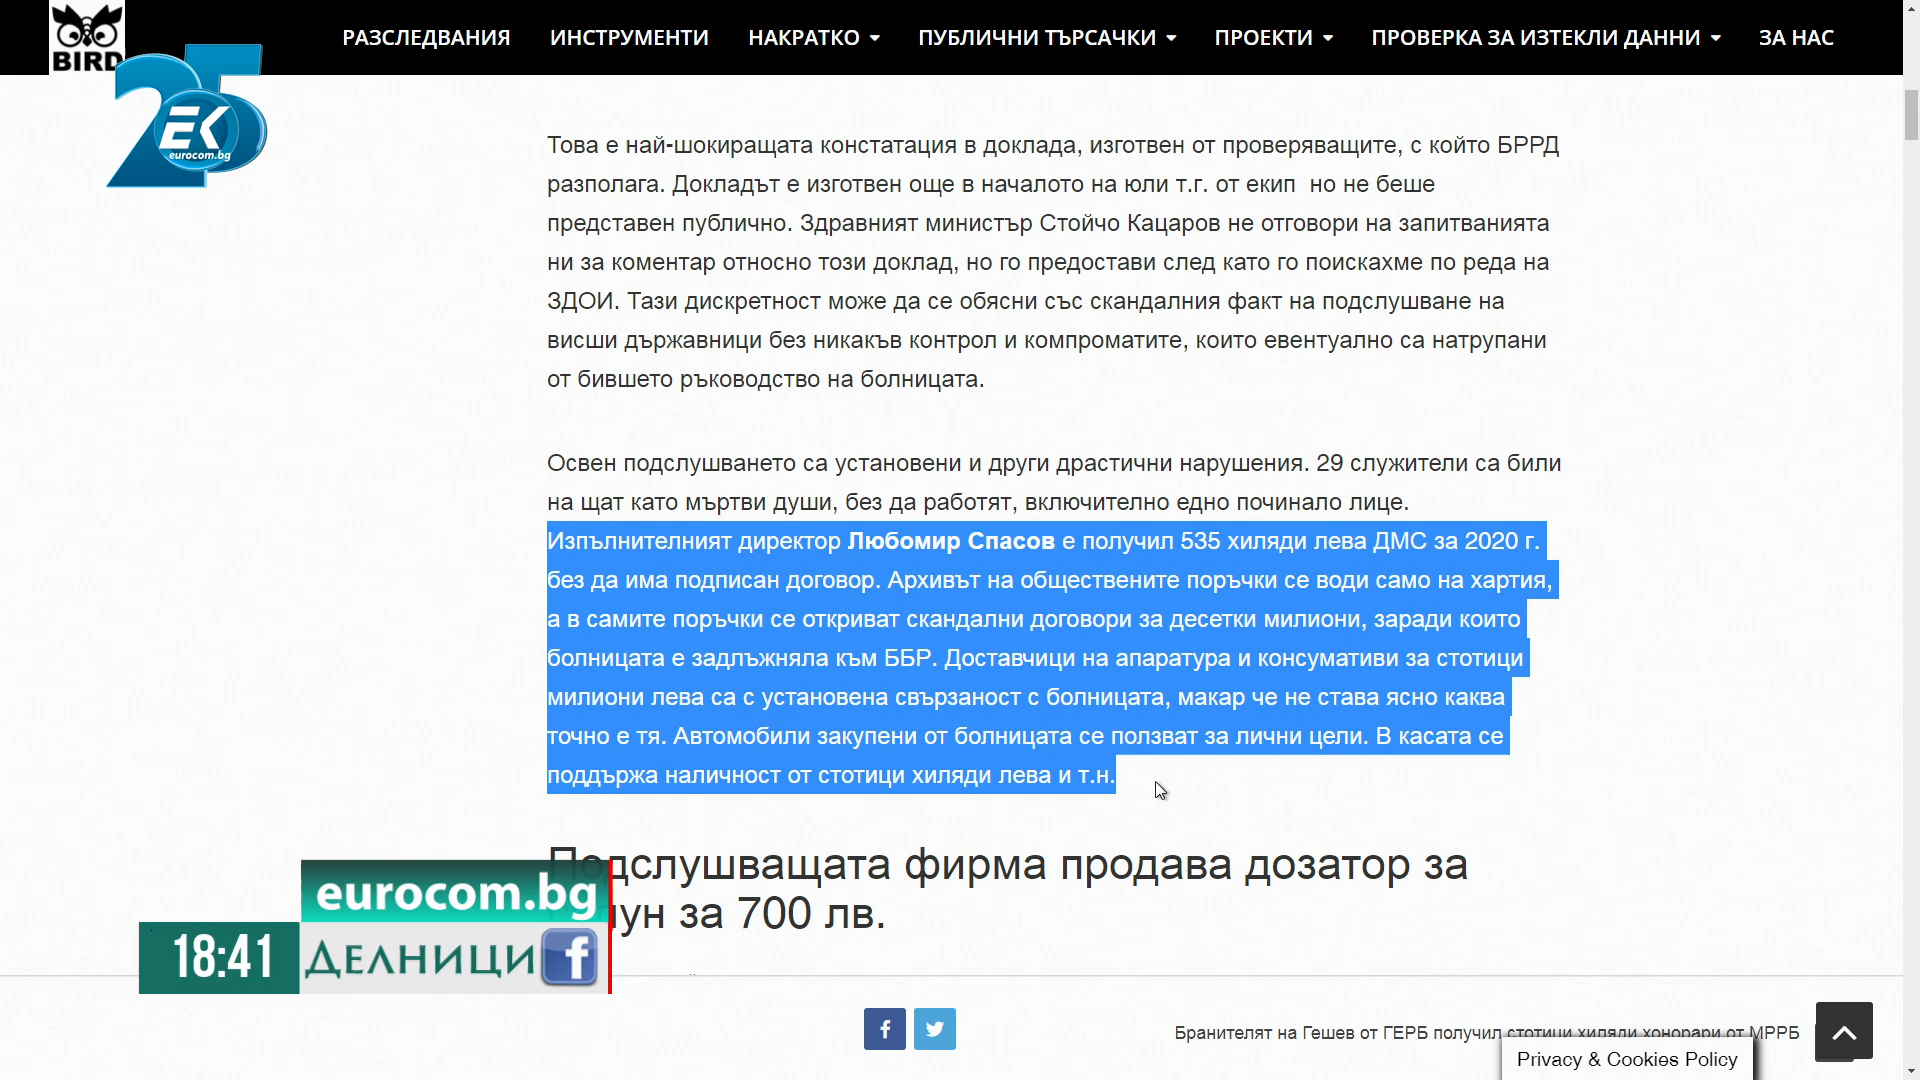 BIRD
РАЗСЛЕДВАНИЯ ИНСТРУМЕНТИ НАКРАТКО ПУБЛИЧНИ ТЪРСАЧКИ ПРОЕКТИ ПРОВЕРКА ЗА ИЗТЕКЛИ ДАННИ ЗА НАС
25
EK
eurocom.bg
Това е най-шокиращата констатация в доклада, изготвен от проверяващите, с който БРРД
разполага. Докладът е изготвен още в началото на юли т.г. от екип но не беше
представен публично. Здравният министър Стойчо Кацаров не отговори на запитванията
ни за коментар относно този доклад, но го предостави след като го поискахме по реда на
ЗДОИ. Тази дискретност може да се обясни със скандалния факт на подслушване на
висши държавници без никакъв контрол и компроматите, които евентуално са натрупани
от бившето ръководство на болницата.
Освен подслушването са установени и други драстични нарушения. 29 служители са били
на щат като мъртви души, без да работят, включително едно починало лице.
Изпълнителният директор Любомир Спасов е получил 535 хиляди лева ДМС за 2020 г.
без да има подписан договор. Архивът на обществените поръчки се води само на хартия,
а в самите поръчки се откриват скандални договори за десетки милиони, заради които
болницата е задлъжняла към ББР. Доставчици на апаратура и консумативи за стотици
милиони лева са с установена свързаност с болницата, макар че не става ясно каква
точно е тя. Автомобили закупени от болницата се ползват за лични цели. В касата се
поддържа наличност от стотици хиляди лева и т.н.
Подслушващата фирма продава дозатор за
за 700 лв.
eurocom.bg
18:41 ДЕЛНИЦИ
Бранителят на Гешев от ГЕРБ получил стотици хиляди хонорари от МРРБ
Privacy & Cookies Policy